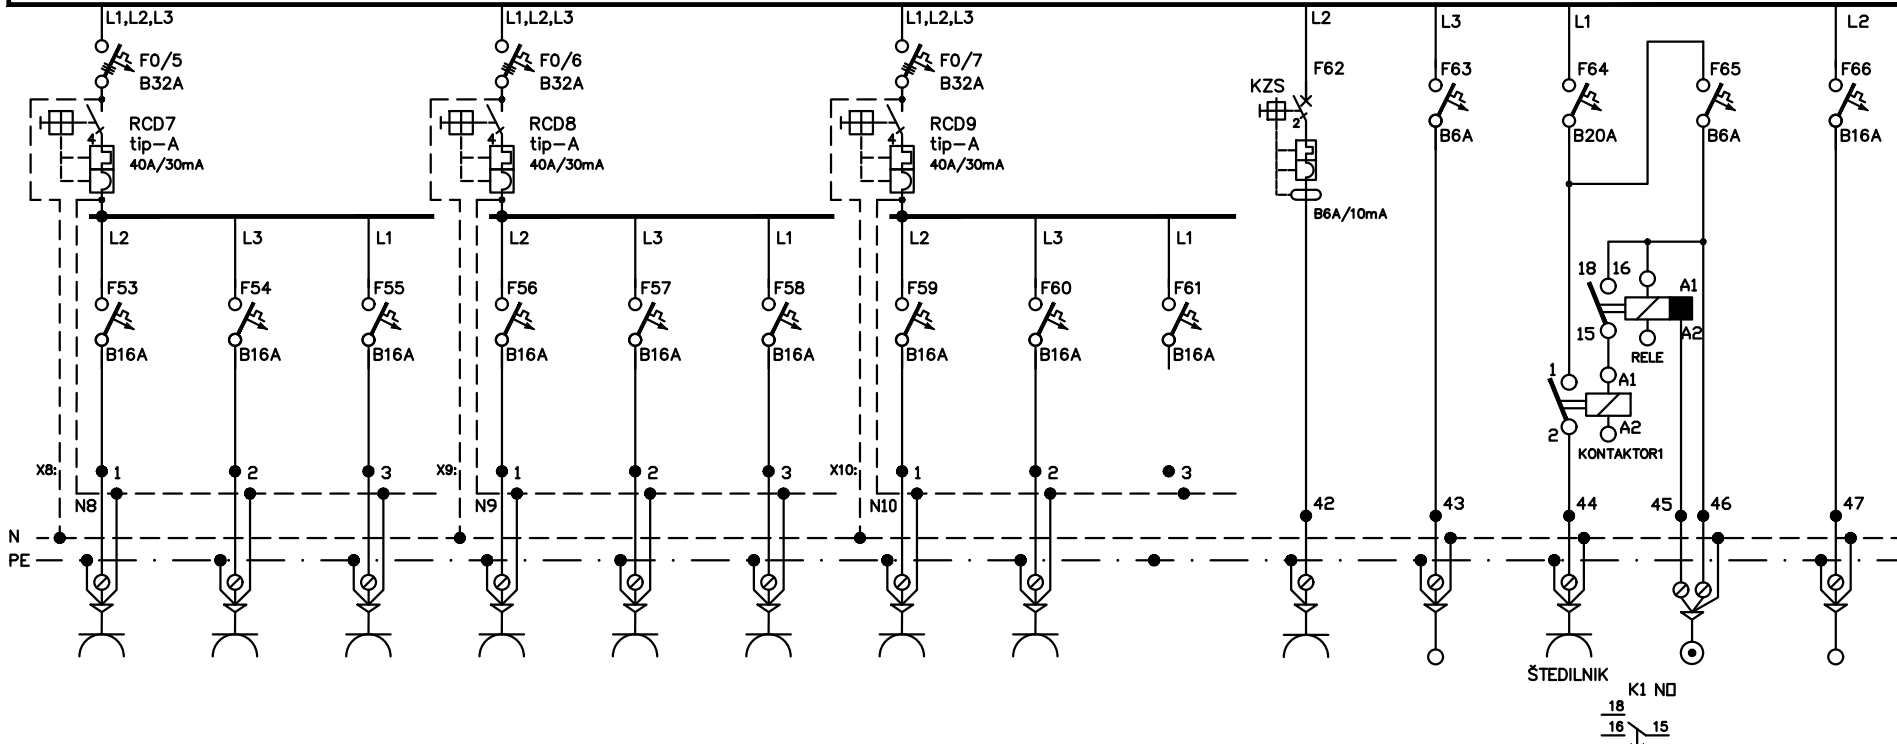 L1,L2,L3
L1,L2,L3
L1,L2,L3
L2
L3
L1
L2
F0/5
B32A
F0/6
B32A
F0/7
B32A
F62
F63
F64
F65
F66
KZS
2
B6A
B20A
B6A
B16A
RCD7
tip-A
40A/30mA
4
RCD8
tip-A
40A/30mA
4
RCD9
tip-A
40A/30mA
4
B6A/10mA
L2
L3
L1
L2
L3
L1
L2
L3
L1
18
16
A1
15
A2
RELE
F53
F54
F55
F56
F57
F58
F59
F60
F61
B16A
B16A
B16A
B16A
B16A
B16A
B16A
B16A
B16A
1
A1
2
A2
KONTAKTOR1
X8:
1
2
3
X9:
1
2
3
X10:
1
2
3
N8
N9
N10
42
43
44
45
46
47
N
PE
ŠTEDILNIK
K1 NO
18
16
15